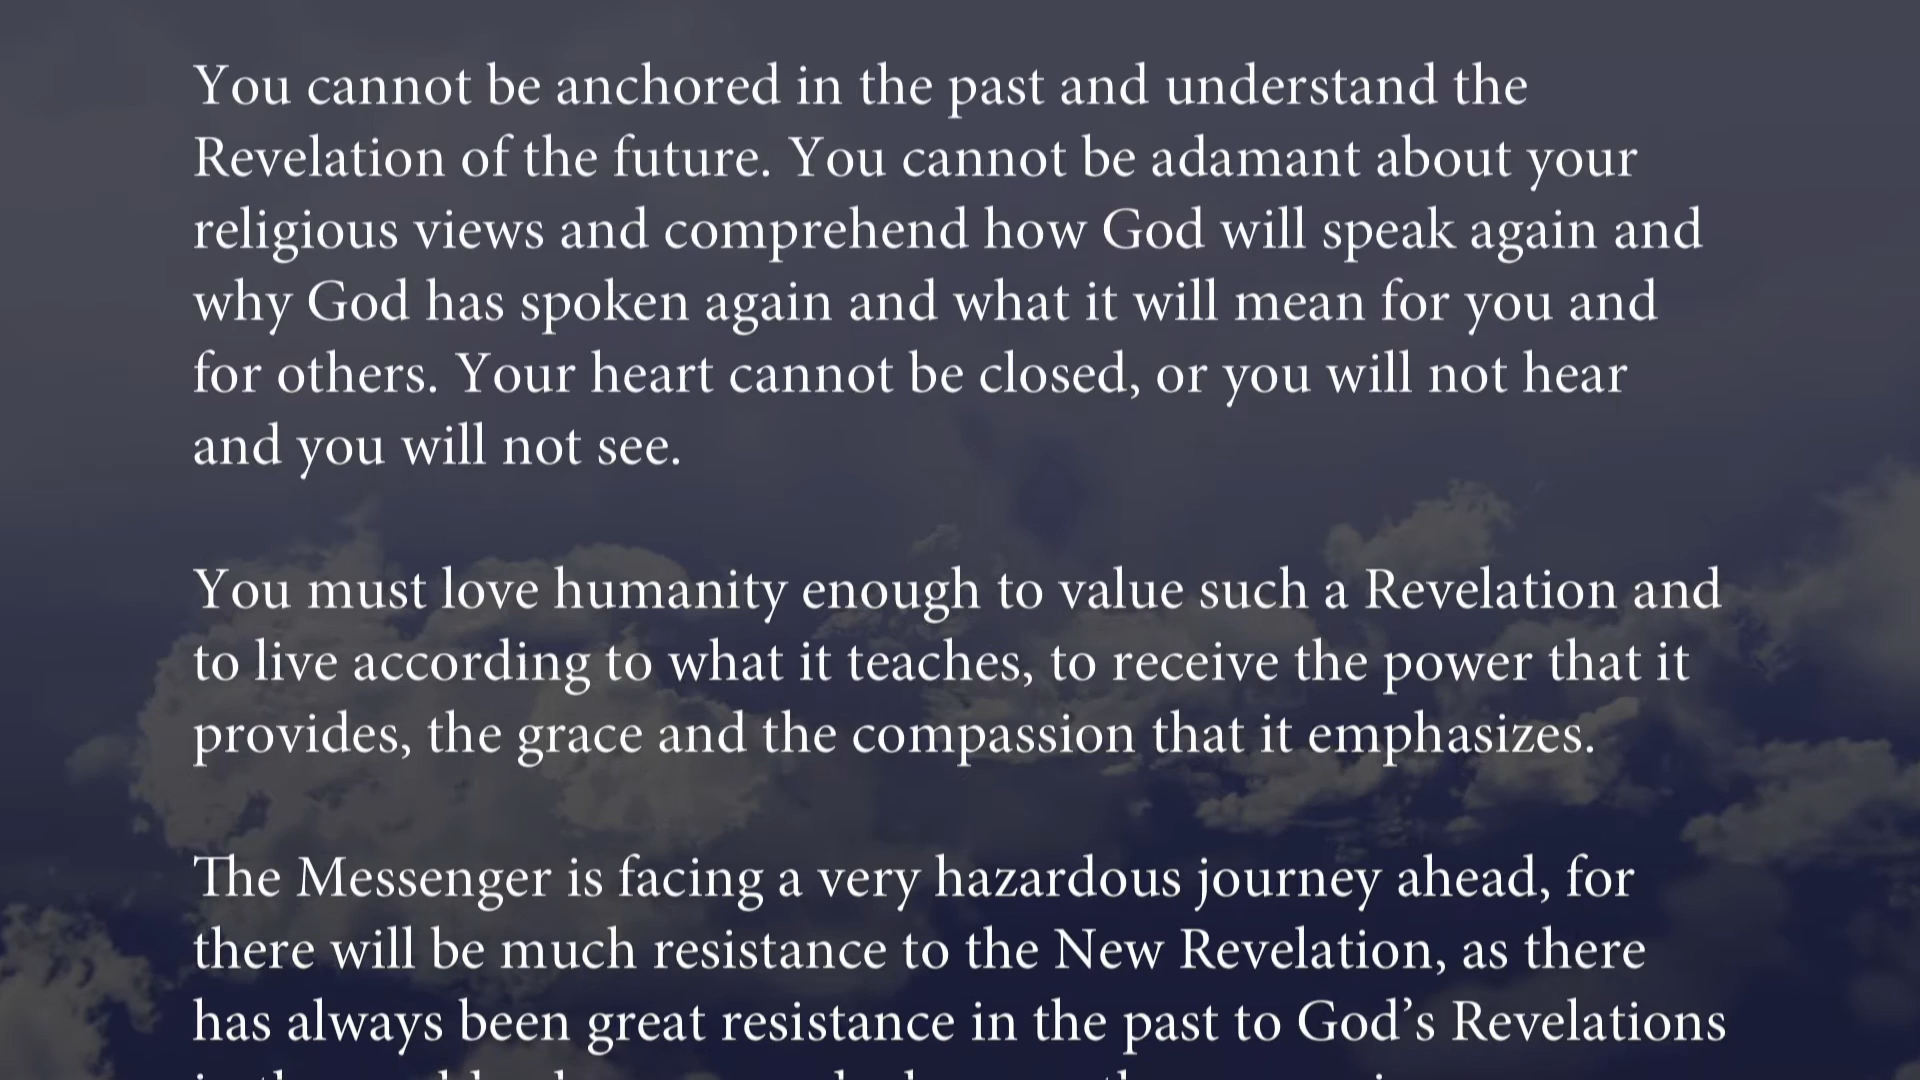 You cannot be anchored in the past and understand the
Revelation of the future. You cannot be adamant about your
religious views and comprehend how God will speak again and
why God has spoken again and what it will mean for you and
for others. Your heart cannot be closed, or you will not hear
and you will not see.
You must love humanity enough to value such a Revelation and
to live according to what it teaches, to receive the power that it
provides, the grace and the compassion that it emphasizes.
The Messenger is facing a very hazardous journey ahead, for
there will be much resistance to the New Revelation, as there
has always been great resistance in the past to God’s Revelations